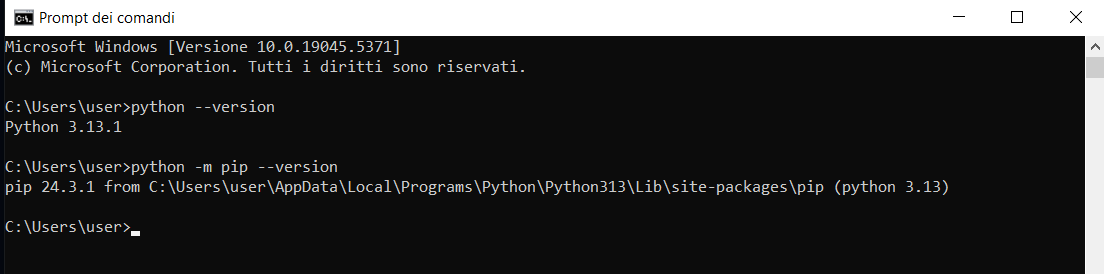 Prompt dei comandi
Microsoft Windows [Versione 10.0.19045.5371]
(c) Microsoft Corporation. Tutti i diritti sono riservati.
C:\Users\user>python --version
Python 3.13.1
C:\Users\user>python -m pip --version
pip 24.3.1 from C:\Users\user\AppData\Local\Programs\Python\Python313\Lib\site-packages\pip (python 3.13)
C:\Users\user>